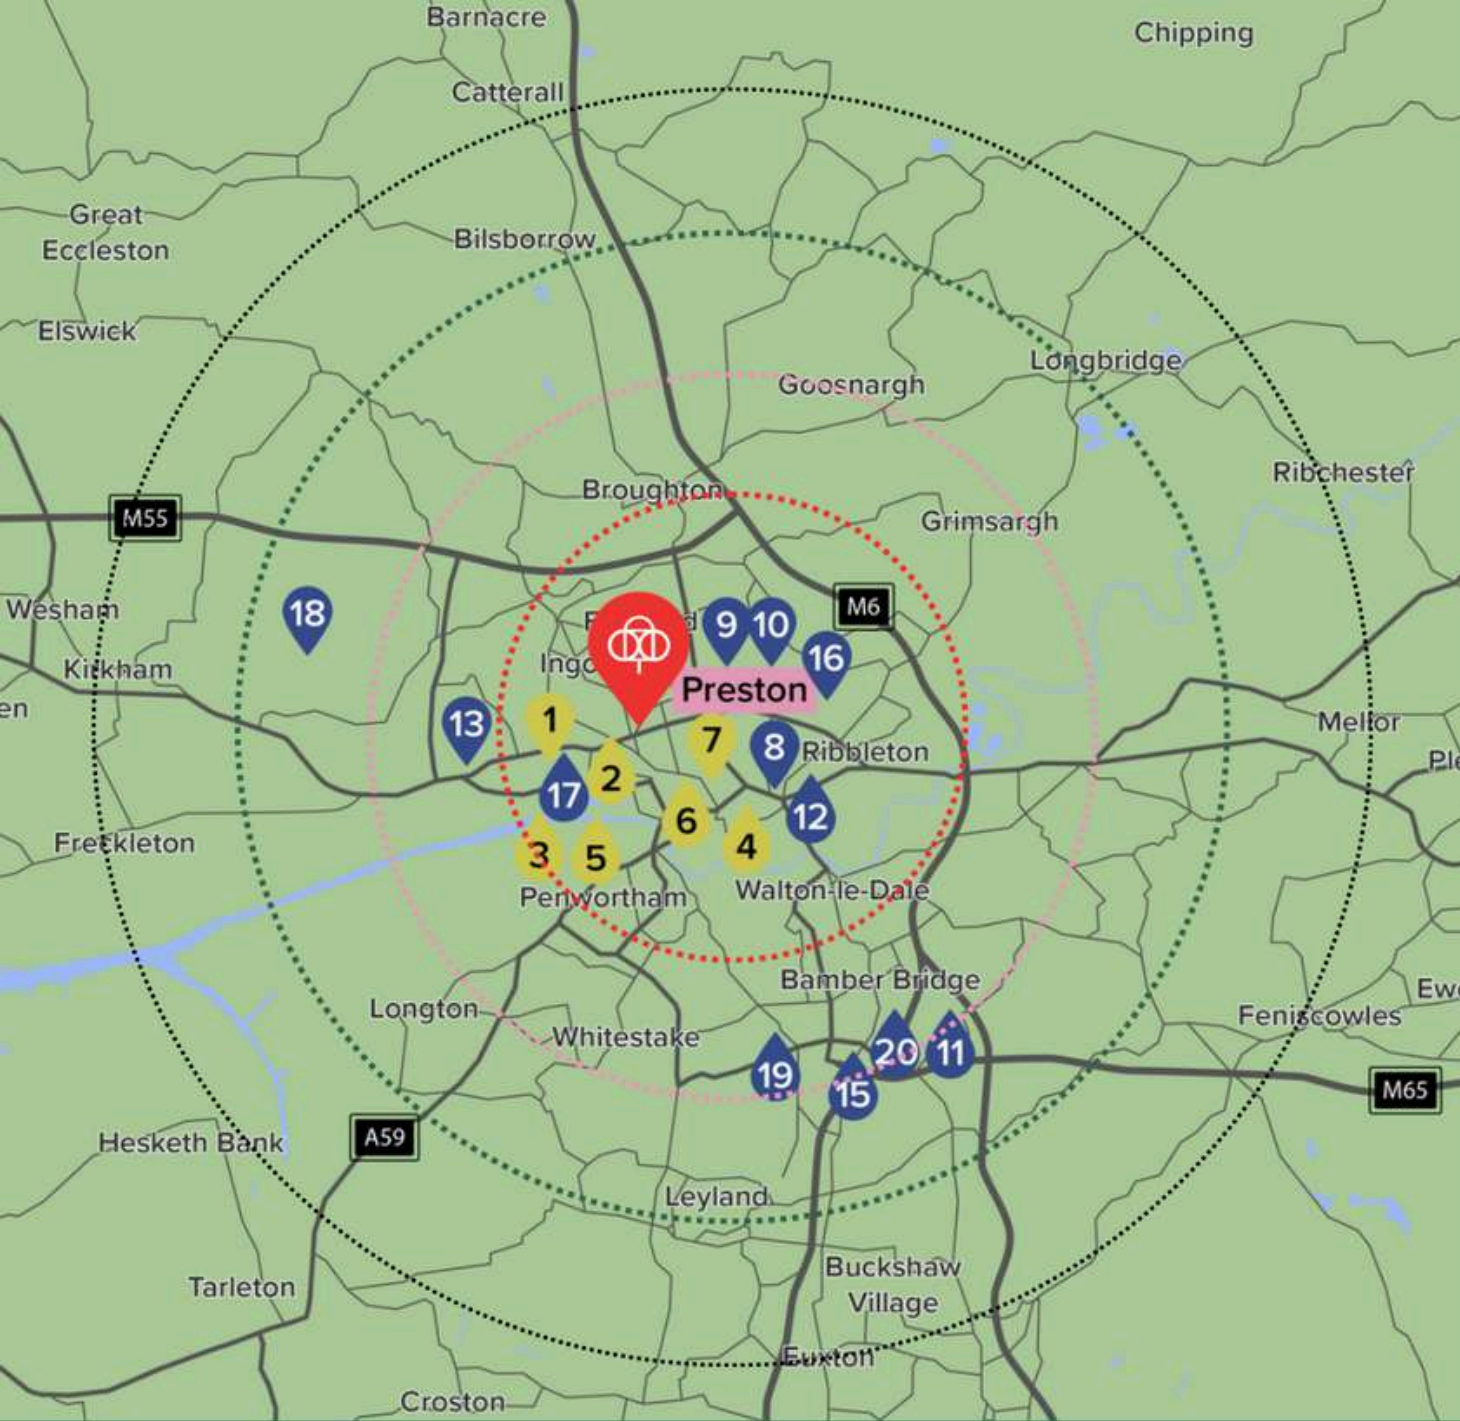 Barnacre
Chipping
Catterall
Great
Eccleston
Bilsborrow
Elswick
Longbridge
Goosnargh
Ribchester
Broughton
M55
Grimsargh
Wesham
18
M6
9
10
16
Kirkham
Preston
13
1
7
8
Ribbleton
Mellor
2
17
6
12
Freckleton
3
5
4
Penwortham
Walton-le-Dale
Bamber Bridge
Longton
Whitestake
Feniscowles
20
11
19
15
M65
A59
Hesketh Bank
Leyland
Tarleton
Buckshaw
Village
Euxton
Croston